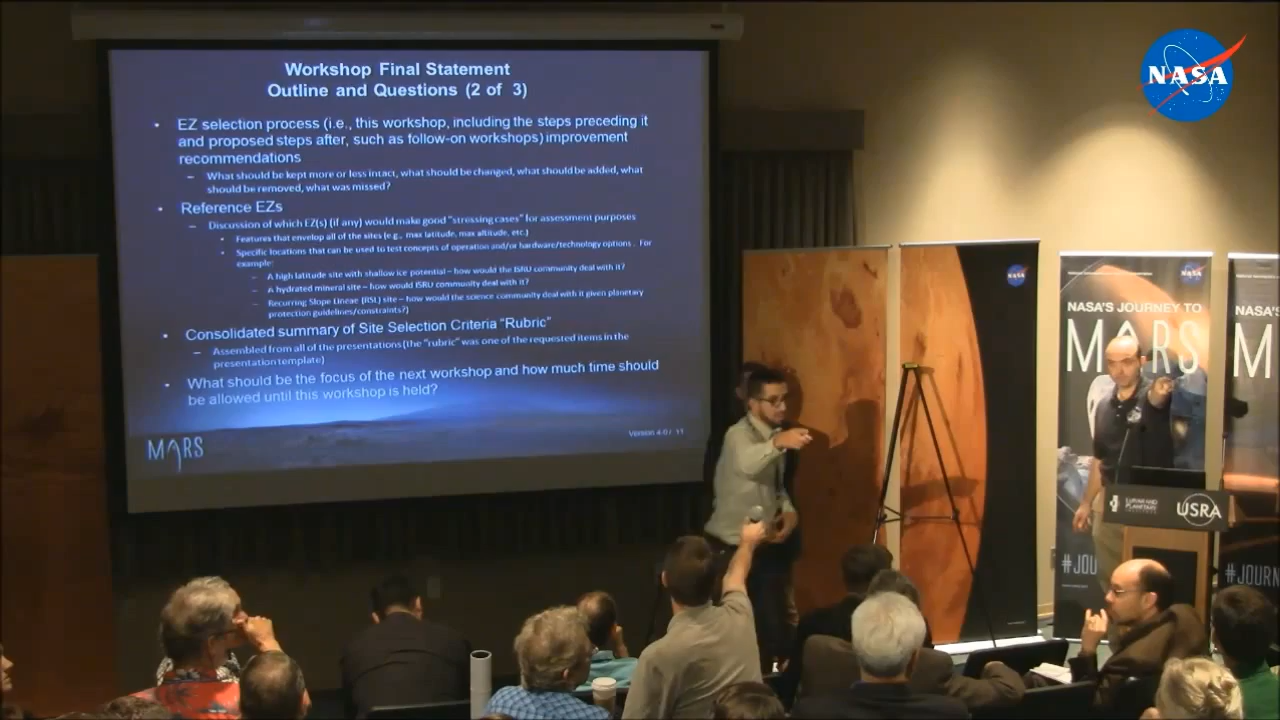 Workshop Final Statement
Outline and Questions (2 of 3)
• EZ selection process (i.e., this workshop, including the steps preceding it
and proposed steps after, such as follow-on workshops) improvement
recommendations
– What should be kept more or less intact, what should be changed, what should be added, what
should be removed, what was missed?
• Reference EZs
– Discussion of which EZ(s) (if any) would make good "stressing cases" for assessment purposes
• Features that envelop all of the sites (e.g., max latitude, max altitude, etc.)
• Specific locations that can be used to test concepts of operation and/or hardware/technology options. For
example:
– A high latitude site with shallow ice potential – how would the ISRU community deal with it?
– A hydrated mineral site – how would ISRU community deal with it?
– Recurring Slope Lineae (RSL) site – how would the science community deal with it given planetary
protection guidelines/constraints?)
• Consolidated summary of Site Selection Criteria "Rubric"
– Assembled from all of the presentations (the "rubric" was one of the requested items in the
presentation template)
• What should be the focus of the next workshop and how much time should
be allowed until this workshop is held?
MARS
Version 4.0 / 11
NASA
NASA'S JOURNEY TO
MARS
#JOU
LUNAR AND
PLANETARY
USRA
NASA'S
M
#JOURN